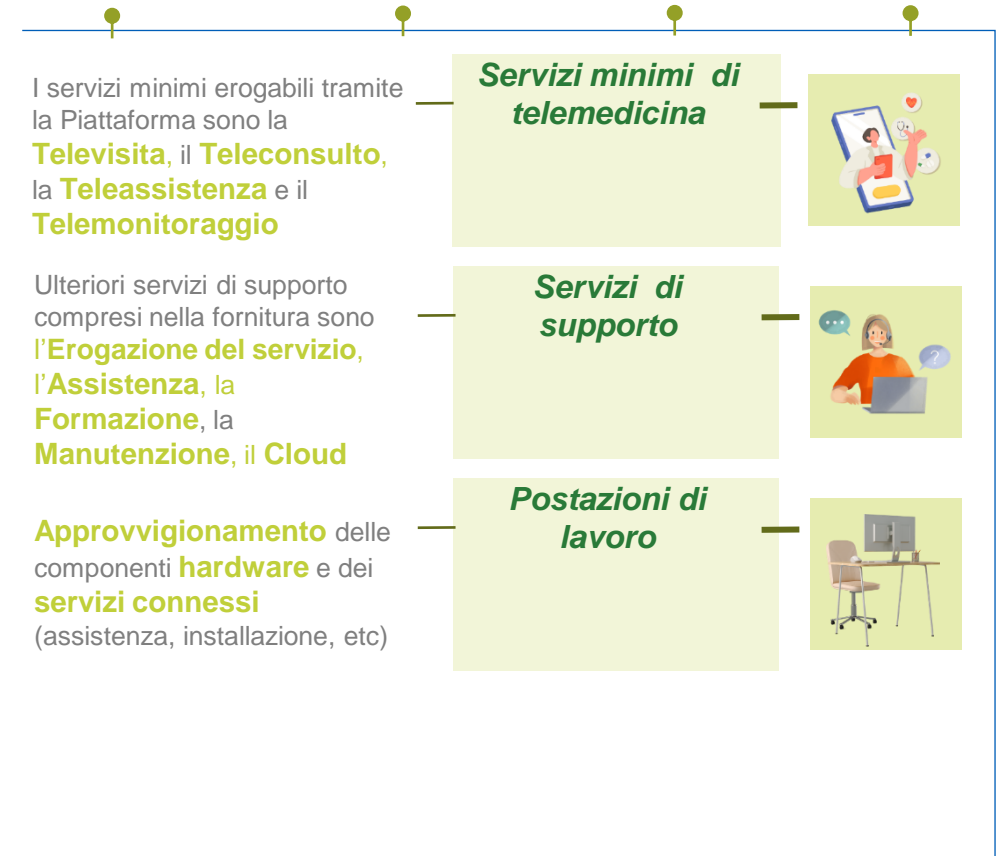 I servizi minimi erogabili tramite
la Piattaforma sono la
Televisita, il Teleconsulto,
la Teleassistenza e il
Telemonitoraggio
Servizi minimi di
telemedicina
Ulteriori servizi di supporto
compresi nella fornitura sono
l’Erogazione del servizio,
l’Assistenza, la
Formazione, la
Manutenzione, il Cloud
Servizi di
supporto
?
Approvvigionamento delle
componenti hardware e dei
servizi connessi
(assistenza, installazione, etc)
Postazioni di
lavoro